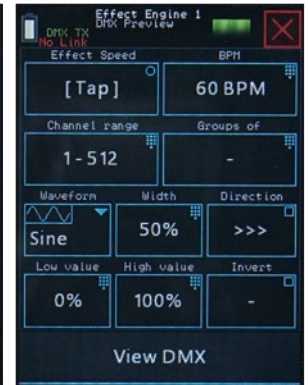 Effect Engine 1
DMX Preview
DMX TX
No Link
Effect Speed
BPM
[Tap]
60 BPM
Channel range
Groups of
1-512
-
Waveform
Width
Direction
Sine
50%
>>>
Low value
High value
Invert
0%
100%
-
View DMX